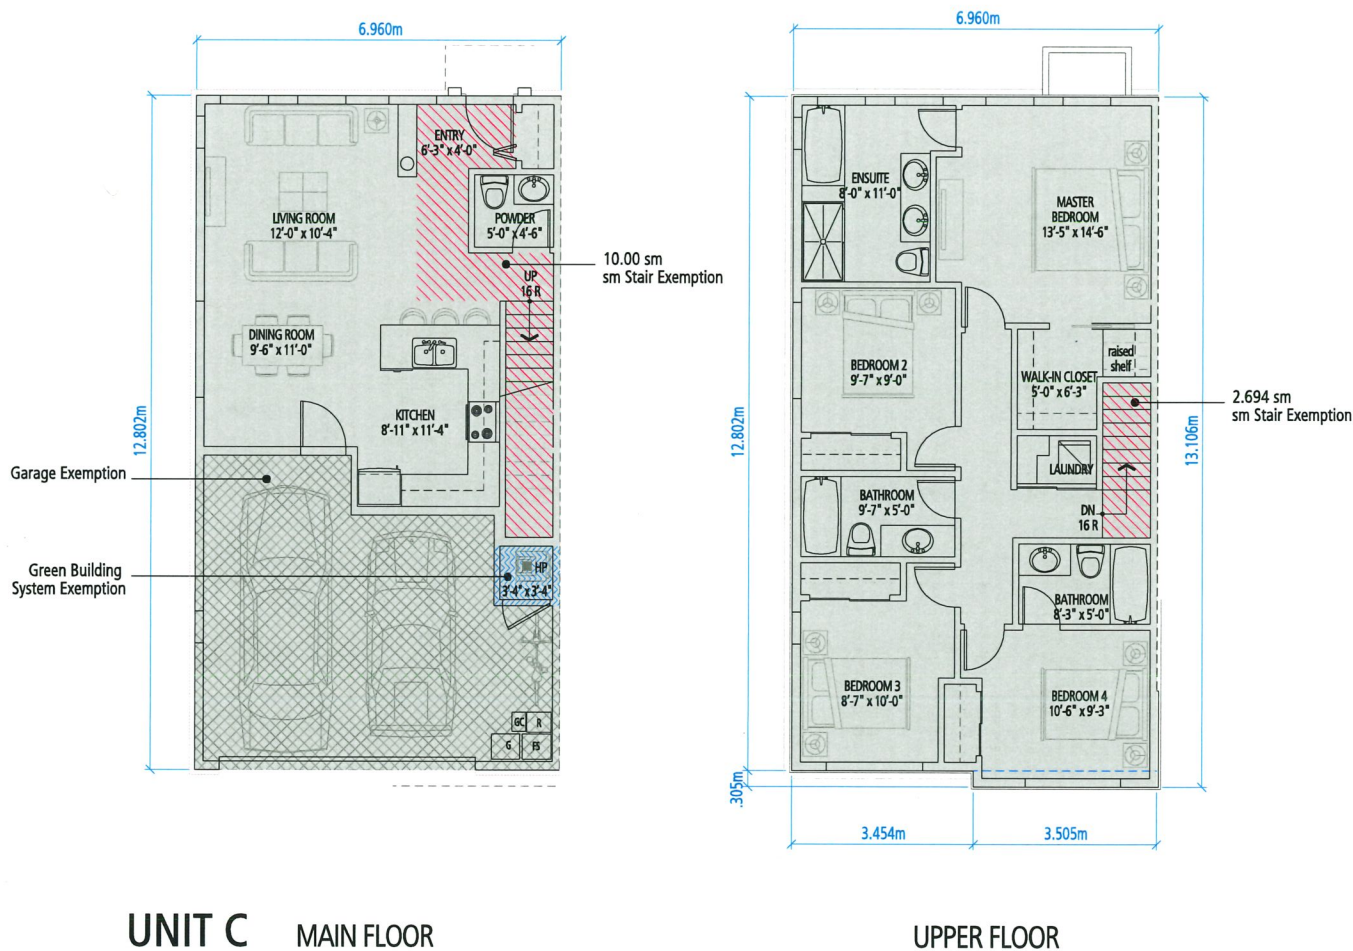 6.960m
12.802m
ENTRY
6'-3" x 4'-0"
LIVING ROOM
12'-0" x 10'-4"
POWDER
5'-0" x 4'-6"
UP
16 R
10.00 sm
sm Stair Exemption
DINING ROOM
9'-6" x 11'-0"
KITCHEN
8'-11" x 11'-4"
Garage Exemption
Green Building
System Exemption
HP
3'-4" x 3'-4"
GC
R
G
FS
UNIT C
MAIN FLOOR
6.960m
12.802m
13.106m
ENSUITE
8'-0" x 11'-0"
MASTER
BEDROOM
13'-5" x 14'-6"
BEDROOM 2
9'-7" x 9'-0"
raised
shelf
WALK-IN CLOSET
5'-0" x 6'-3"
2.694 sm
sm Stair Exemption
LAUNDRY
BATHROOM
9'-7" x 5'-0"
DN
16 R
BATHROOM
8'-3" x 5'-0"
BEDROOM 3
8'-7" x 10'-0"
BEDROOM 4
10'-6" x 9'-3"
.305m
3.454m
3.505m
UPPER FLOOR